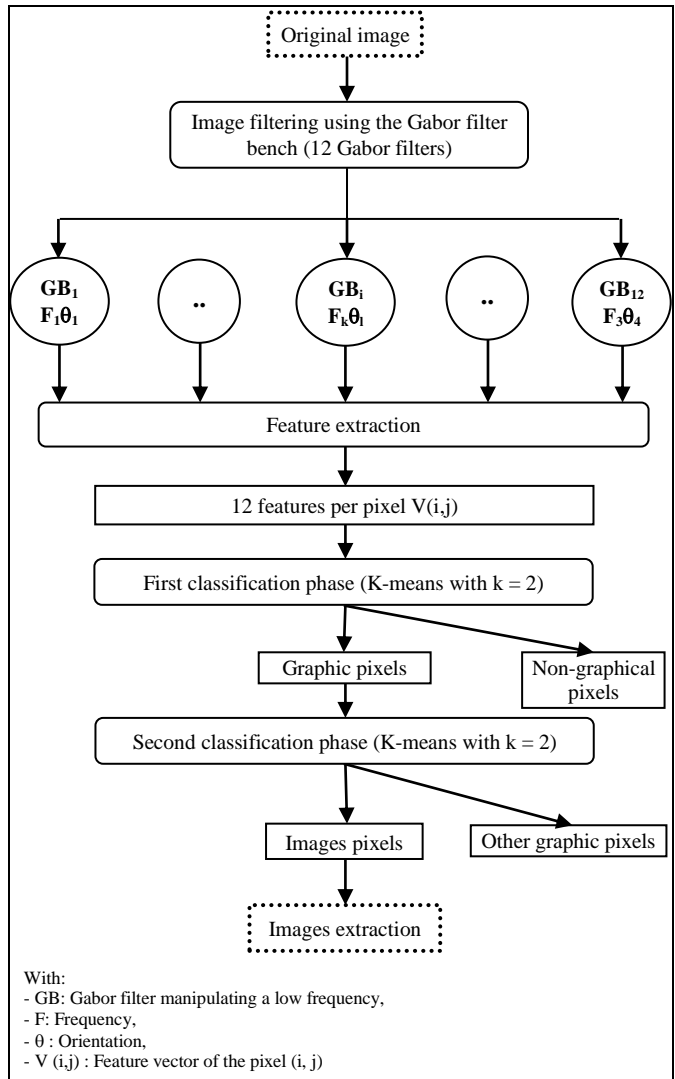 Original image
Image filtering using the Gabor filter
bench (12 Gabor filters)
GB₁
F₁θ₁
..
GBᵢ
Fₖθₗ
..
GB₁₂
F₃θ₄
Feature extraction
12 features per pixel V(i,j)
First classification phase (K-means with k = 2)
Graphic pixels
Non-graphical
pixels
Second classification phase (K-means with k = 2)
Images pixels
Other graphic pixels
Images extraction
With:
- GB: Gabor filter manipulating a low frequency,
- F: Frequency,
- θ : Orientation,
- V (i,j) : Feature vector of the pixel (i, j)